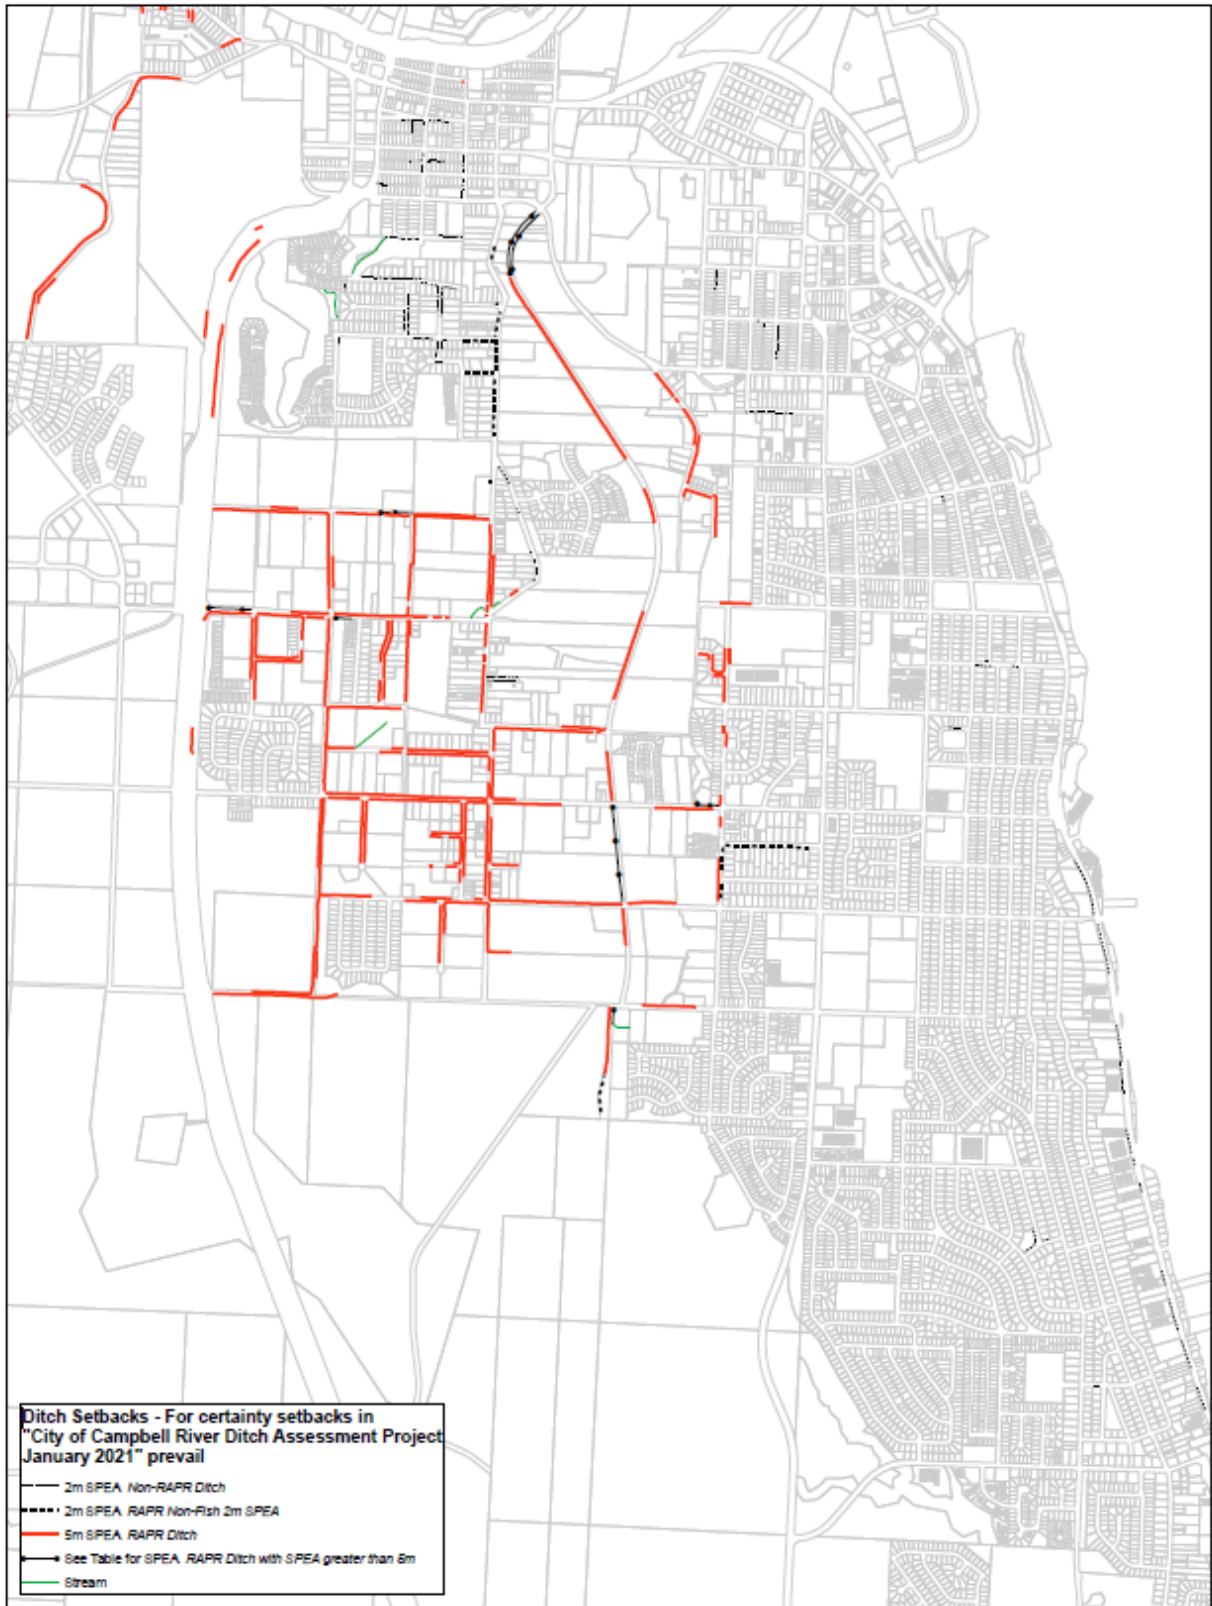 Ditch Setbacks - For certainty setbacks in
"City of Campbell River Ditch Assessment Project
January 2021" prevail
2m SPEA, Non-RAPR Ditch
2m SPEA, RAPR Non-Fish 2m SPEA
5m SPEA, RAPR Ditch
See Table for SPEA, RAPR Ditch with SPEA greater than 5m
Stream